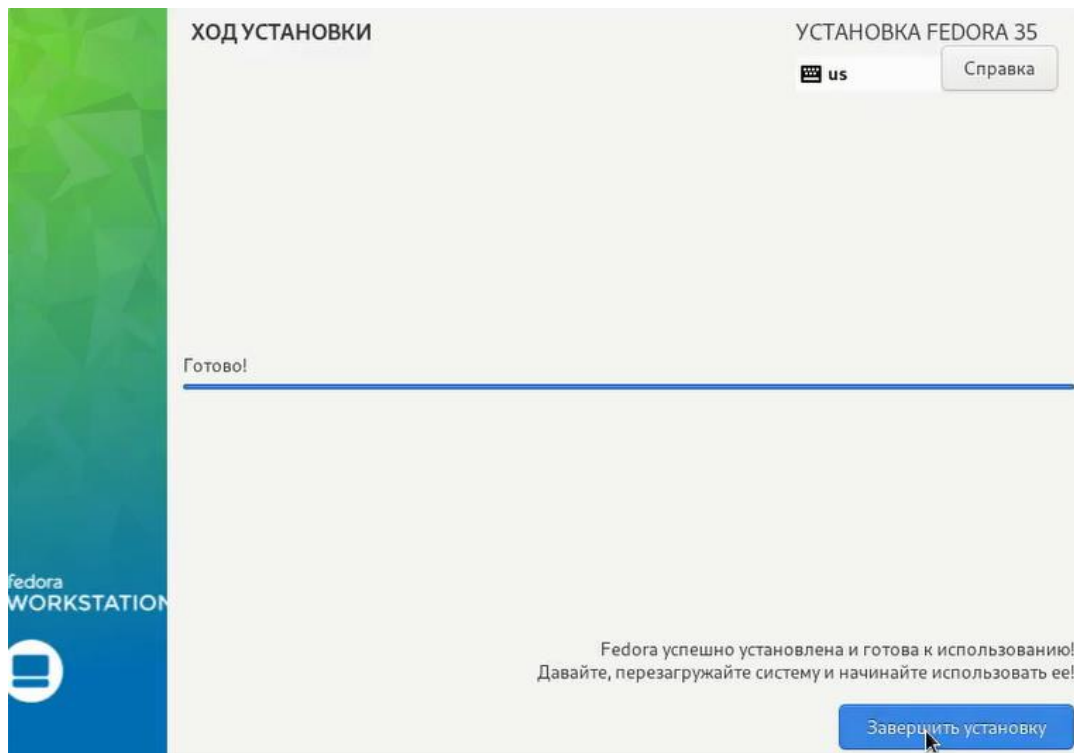 ХОД УСТАНОВКИ
УСТАНОВКА FEDORA 35
us
Справка
Готово!
fedora
WORKSTATION
Fedora успешно установлена и готова к использованию!
Давайте, перезагружайте систему и начинайте использовать ее!
Завершить установку